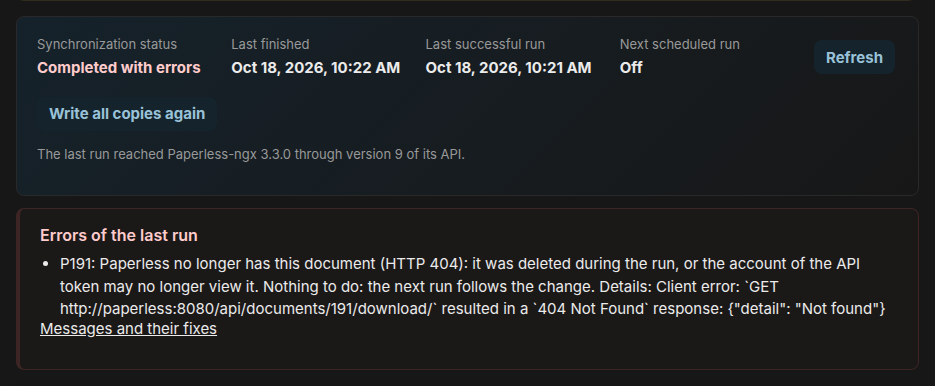 Synchronization status
Completed with errors
Last finished
Oct 18, 2026, 10:22 AM
Last successful run
Oct 18, 2026, 10:21 AM
Next scheduled run
Off
Refresh
Write all copies again
The last run reached Paperless-ngx 3.3.0 through version 9 of its API.
Errors of the last run
• P191: Paperless no longer has this document (HTTP 404): it was deleted during the run, or the account of the API
token may no longer view it. Nothing to do: the next run follows the change. Details: Client error: `GET
http://paperless:8080/api/documents/191/download/` resulted in a `404 Not Found` response: {"detail": "Not found"}
Messages and their fixes